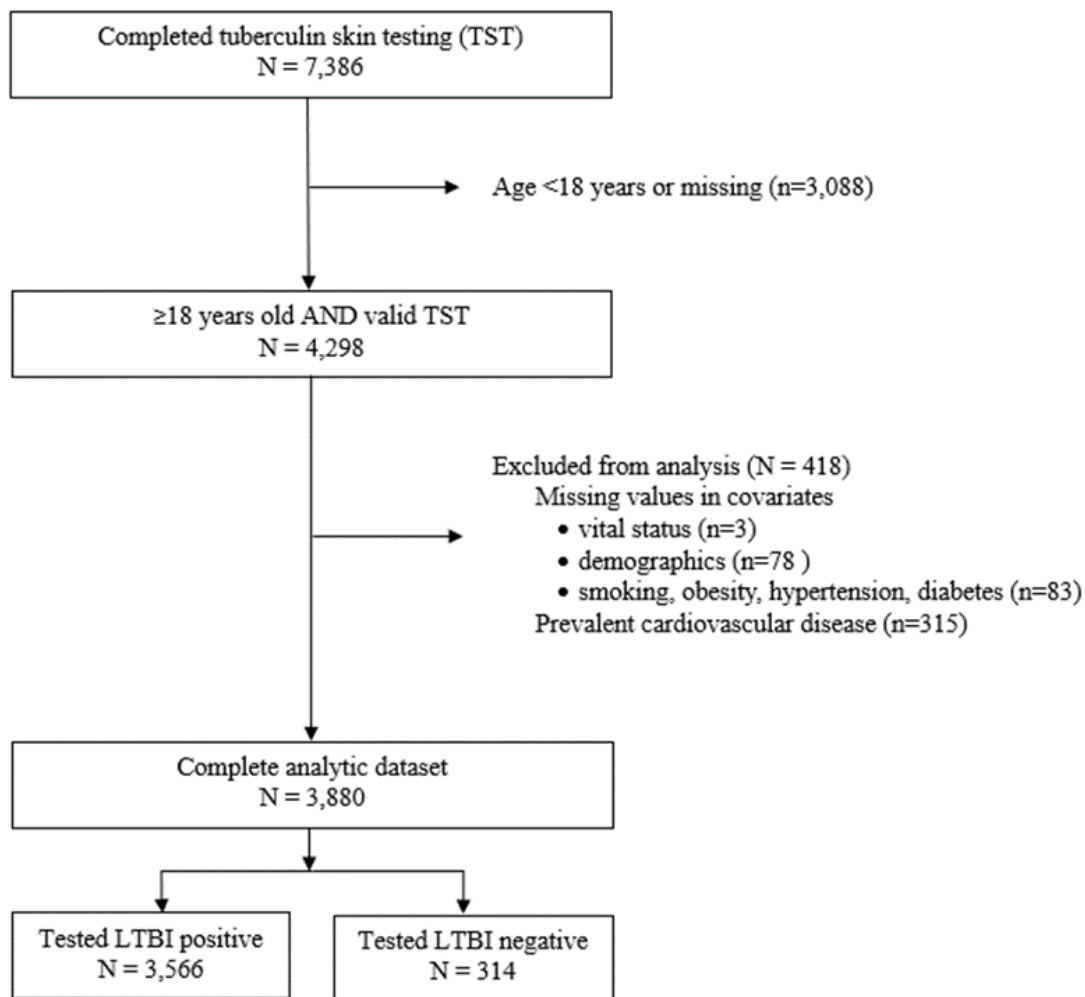 Completed tuberculin skin testing (TST)
N = 7,386
Age <18 years or missing (n=3,088)
≥18 years old AND valid TST
N = 4,298
Excluded from analysis (N = 418)
Missing values in covariates
• vital status (n=3)
• demographics (n=78 )
• smoking, obesity, hypertension, diabetes (n=83)
Prevalent cardiovascular disease (n=315)
Complete analytic dataset
N = 3,880
Tested LTBI positive
N = 3,566
Tested LTBI negative
N = 314